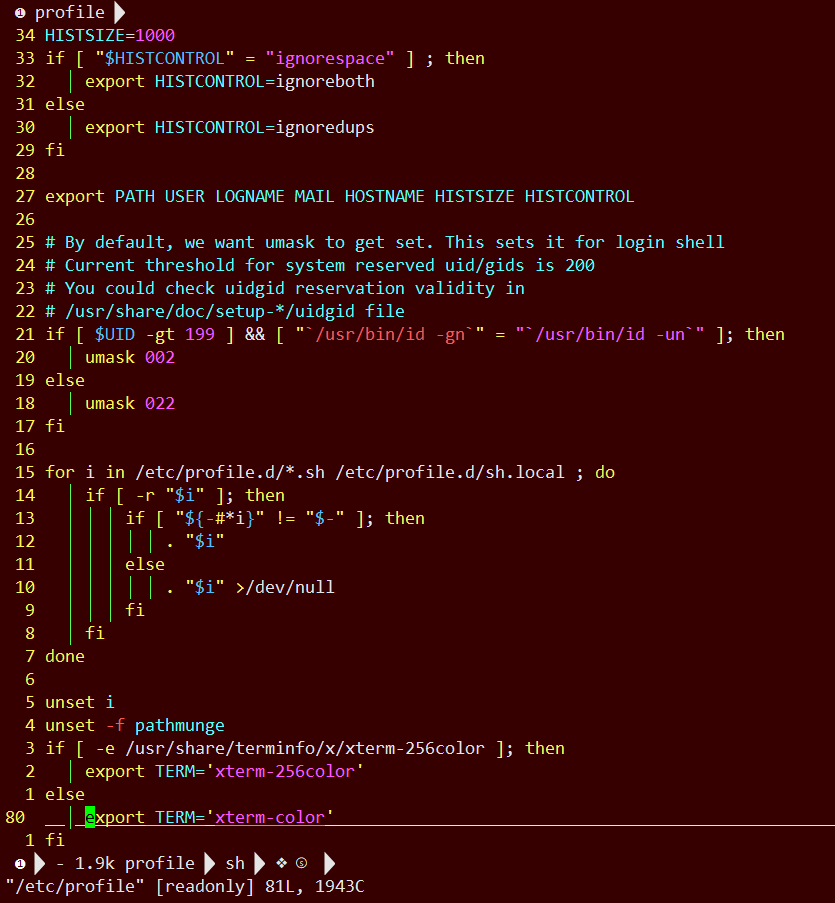 ❶ profile
34 HISTSIZE=1000
33 if [ "$HISTCONTROL" = "ignorespace" ] ; then
32     export HISTCONTROL=ignoreboth
31 else
30     export HISTCONTROL=ignoredups
29 fi
28
27 export PATH USER LOGNAME MAIL HOSTNAME HISTSIZE HISTCONTROL
26
25 # By default, we want umask to get set. This sets it for login shell
24 # Current threshold for system reserved uid/gids is 200
23 # You could check uidgid reservation validity in
22 # /usr/share/doc/setup-*/uidgid file
21 if [ $UID -gt 199 ] && [ "`/usr/bin/id -gn`" = "`/usr/bin/id -un`" ]; then
20     umask 002
19 else
18     umask 022
17 fi
16
15 for i in /etc/profile.d/*.sh /etc/profile.d/sh.local ; do
14     if [ -r "$i" ]; then
13         if [ "${-#*i}" != "$-" ]; then
12             . "$i"
11         else
10             . "$i" >/dev/null
9         fi
8     fi
7 done
6
5 unset i
4 unset -f pathmunge
3 if [ -e /usr/share/terminfo/x/xterm-256color ]; then
2     export TERM='xterm-256color'
1 else
80     export TERM='xterm-color'
1 fi
❶ - 1.9k profile sh ❖ ⓢ
"/etc/profile" [readonly] 81L, 1943C